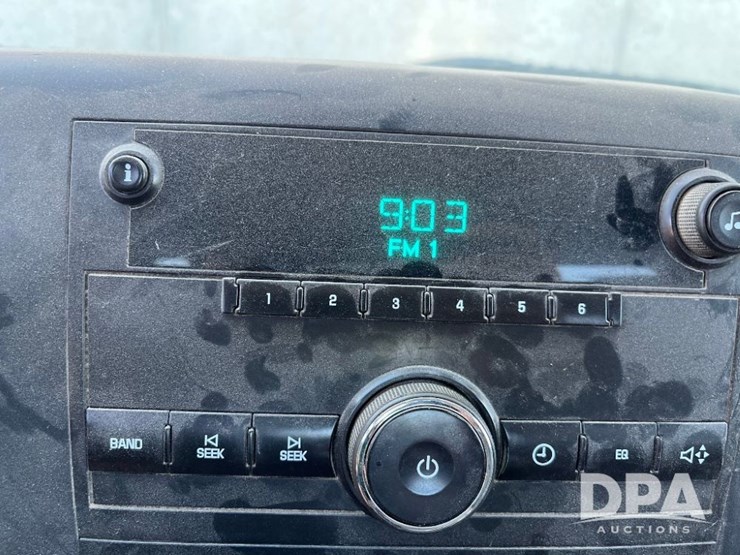 i
9:03
FM 1
1 2 3 4 5 6
BAND SEEK SEEK EQ
DPA
AUCTIONS